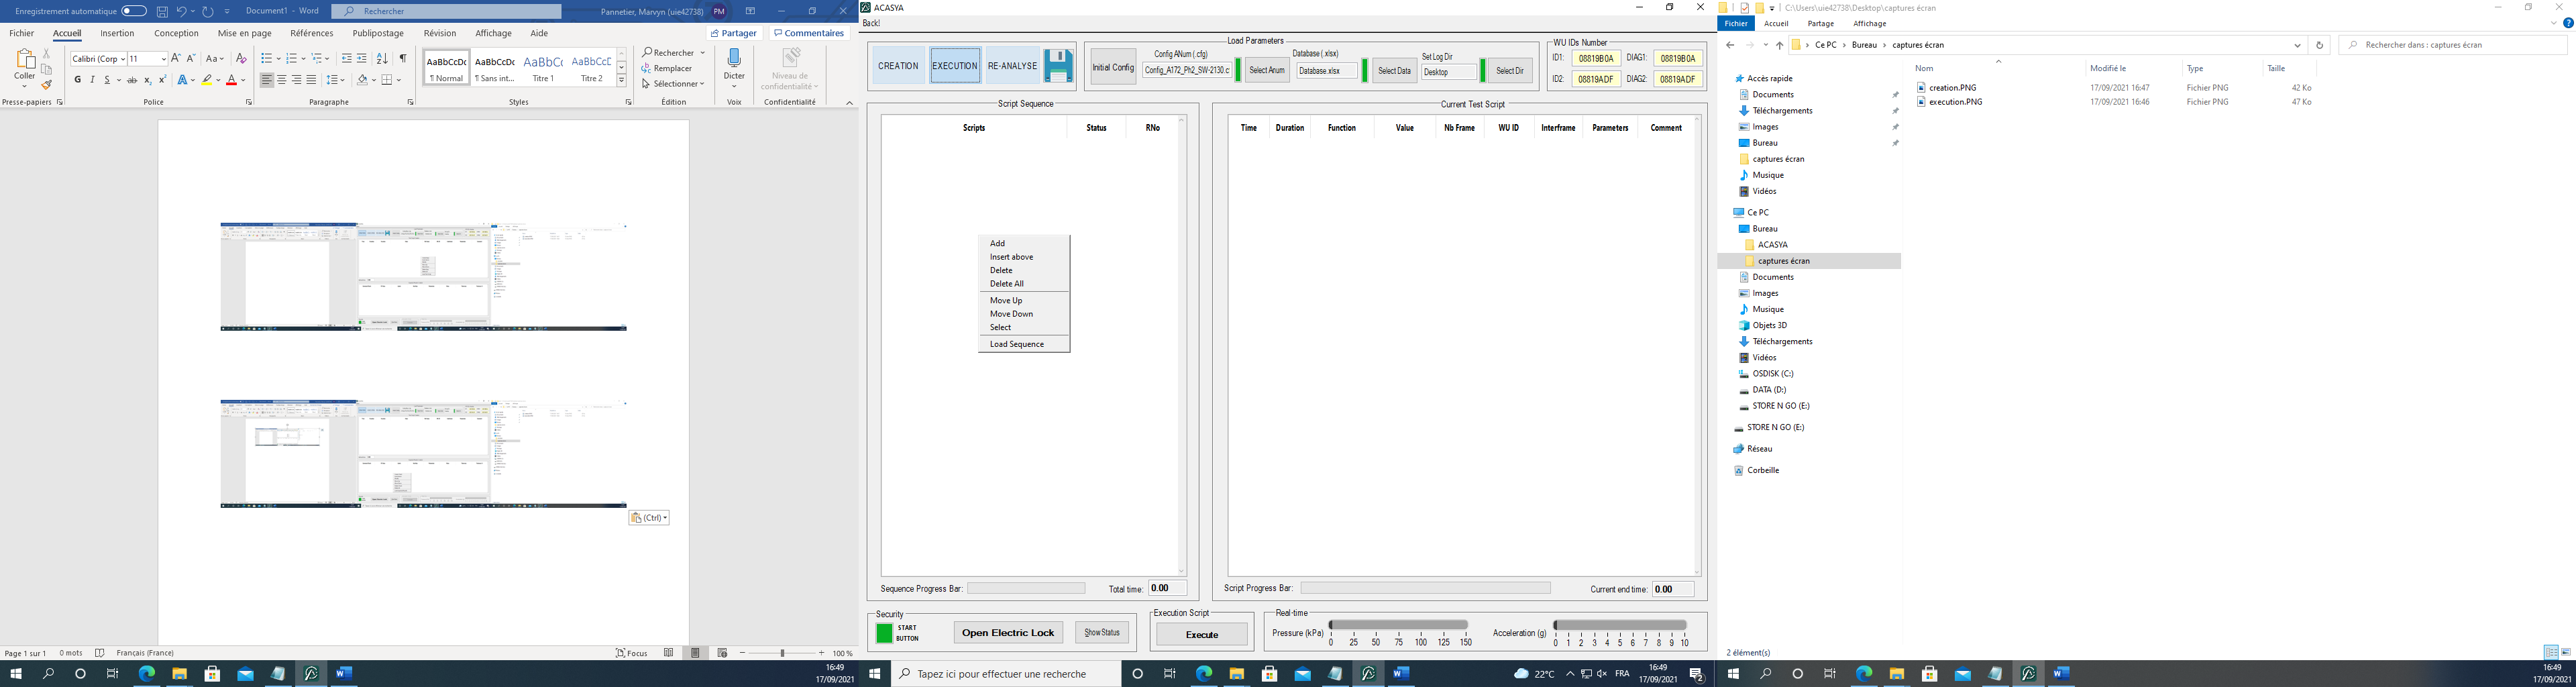 Enregistrement automatique
Document1 - Word
Rechercher
Pannetier, Marvyn (uie42738)
PM
Fichier Accueil Insertion Conception Mise en page Références Publipostage Révision Affichage Aide
Partager Commentaires
Coller
Calibri (Corp 11
G I S
AaBbCcDc AaBbCcDc AaBbC AaBbCcC
¶ Normal ¶ Sans int... Titre 1 Titre 2
Rechercher
Remplacer
Sélectionner
Dicter
Niveau de confidentialité
Presse-papiers Police Paragraphe Styles Édition Voix Confidentialité
(Ctrl)
Page 1 sur 1 0 mots Français (France) Focus 100 %
16:49
17/09/2021
ACASYA
Back!
CREATION EXECUTION RE-ANALYSE
Load Parameters
Initial Config
Config ANum (.cfg)
Config_A172_Ph2_SW-2130.c
Select Anum
Database (.xlsx)
Database.xlsx
Select Data
Set Log Dir
Desktop
Select Dir
WU IDs Number
ID1: 08819B0A DIAG1: 08819B0A
ID2: 08819ADF DIAG2: 08819ADF
Script Sequence
Scripts Status RNo
Add
Insert above
Delete
Delete All
Move Up
Move Down
Select
Load Sequence
Sequence Progress Bar: Total time: 0.00
Current Test Script
Time Duration Function Value Nb Frame WU ID Interframe Parameters Comment
Script Progress Bar: Current end time: 0.00
Security
START
BUTTON
Open Electric Lock
Show Status
Execution Script
Execute
Real-time
Pressure (kPa)
0 25 50 75 100 125 150
Acceleration (g)
0 1 2 3 4 5 6 7 8 9 10
Tapez ici pour effectuer une recherche
22°C
FRA
16:49
17/09/2021
2
C:\Users\uie42738\Desktop\captures écran
Fichier Accueil Partage Affichage
Ce PC › Bureau › captures écran
Rechercher dans : captures écran
Nom Modifié le Type Taille
creation.PNG 17/09/2021 16:47 Fichier PNG 42 Ko
execution.PNG 17/09/2021 16:46 Fichier PNG 47 Ko
Accès rapide
Documents
Téléchargements
Images
Bureau
captures écran
Musique
Vidéos
Ce PC
Bureau
ACASYA
captures écran
Documents
Images
Musique
Objets 3D
Téléchargements
Vidéos
OSDISK (C:)
DATA (D:)
STORE N GO (E:)
STORE N GO (E:)
Réseau
Corbeille
2 élément(s)
16:49
17/09/2021